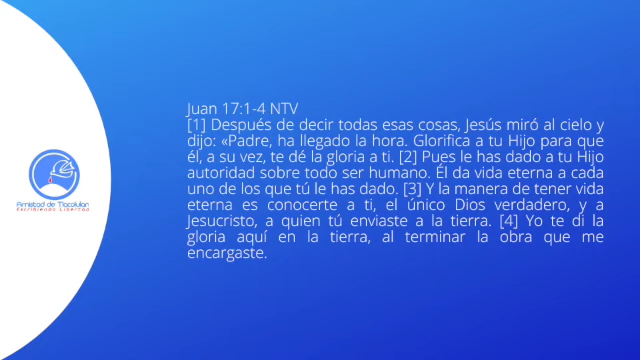 Juan 17:1-4 NTV
[1] Después de decir todas esas cosas, Jesús miró al cielo y
dijo: «Padre, ha llegado la hora. Glorifica a tu Hijo para que
él, a su vez, te dé la gloria a ti. [2] Pues le has dado a tu Hijo
autoridad sobre todo ser humano. Él da vida eterna a cada
uno de los que tú le has dado. [3] Y la manera de tener vida
eterna es conocerte a ti, el único Dios verdadero, y a
Jesucristo, a quien tú enviaste a la tierra. [4] Yo te di la
gloria aquí en la tierra, al terminar la obra que me
encargaste.
Amistad de Tlacolulan
Escribiendo Libertad